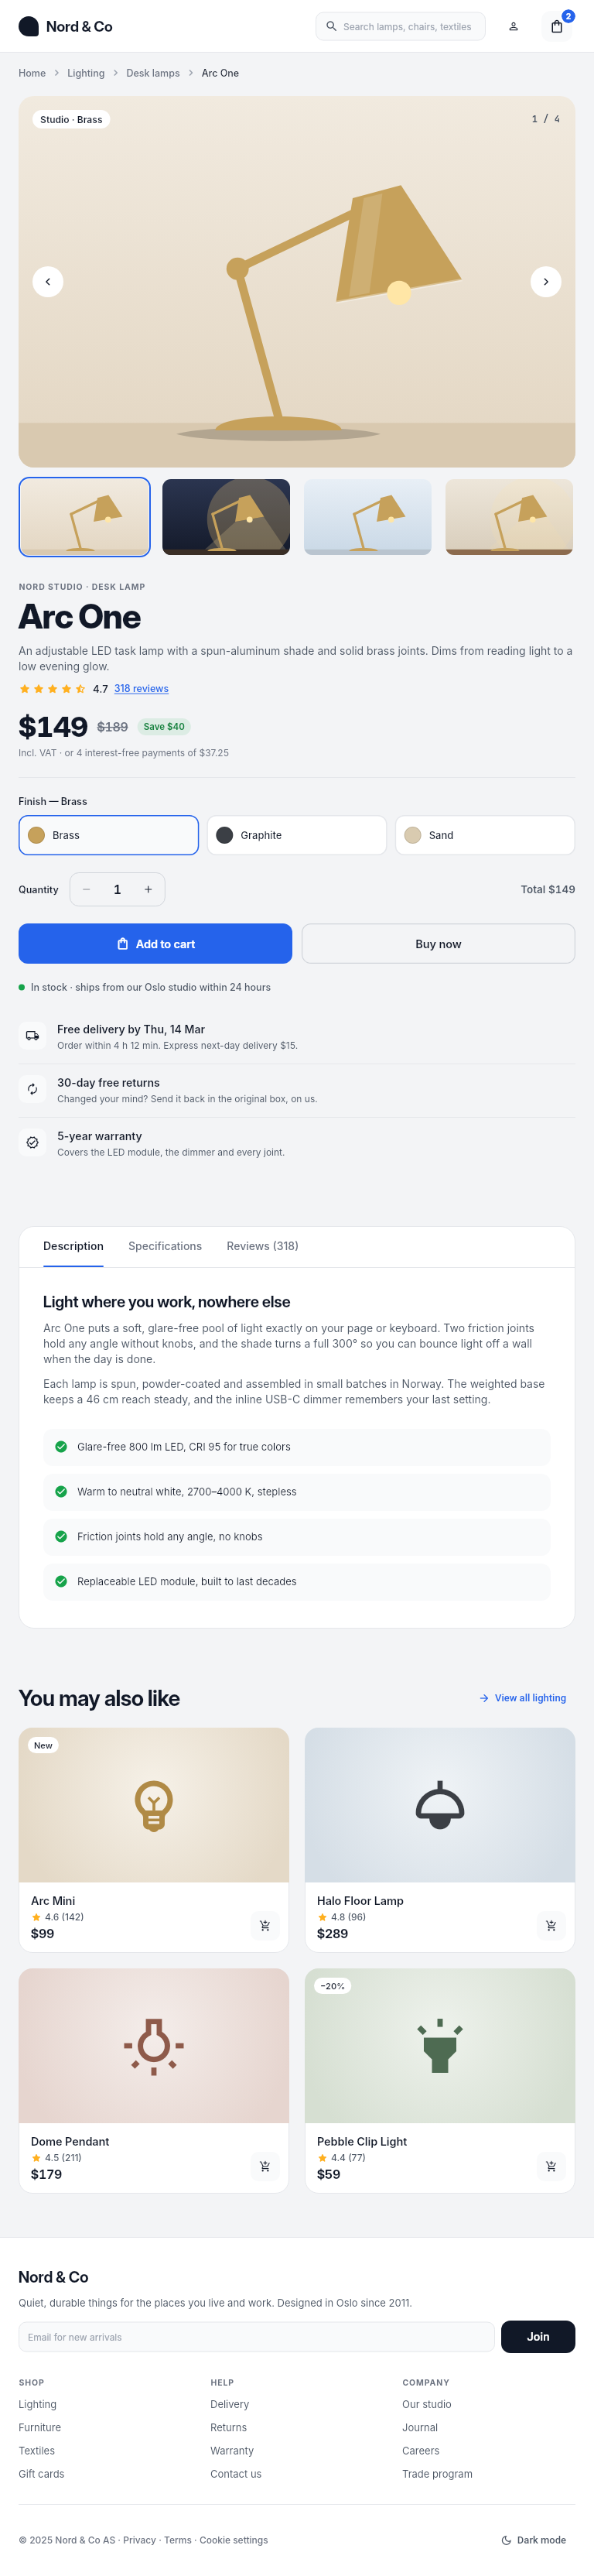 Nord & Co
Search lamps, chairs, textiles
2
Home
Lighting
Desk lamps
Arc One
Studio · Brass
1 / 4
NORD STUDIO · DESK LAMP
Arc One
An adjustable LED task lamp with a spun-aluminum shade and solid brass joints. Dims from reading light to a
low evening glow.
4.7 318 reviews
$149 $189 Save $40
Incl. VAT · or 4 interest-free payments of $37.25
Finish — Brass
Brass
Graphite
Sand
Quantity
− 1 +
Total $149
Add to cart
Buy now
In stock · ships from our Oslo studio within 24 hours
Free delivery by Thu, 14 Mar
Order within 4 h 12 min. Express next-day delivery $15.
30-day free returns
Changed your mind? Send it back in the original box, on us.
5-year warranty
Covers the LED module, the dimmer and every joint.
Description
Specifications
Reviews (318)
Light where you work, nowhere else
Arc One puts a soft, glare-free pool of light exactly on your page or keyboard. Two friction joints
hold any angle without knobs, and the shade turns a full 300° so you can bounce light off a wall
when the day is done.
Each lamp is spun, powder-coated and assembled in small batches in Norway. The weighted base
keeps a 46 cm reach steady, and the inline USB-C dimmer remembers your last setting.
Glare-free 800 lm LED, CRI 95 for true colors
Warm to neutral white, 2700–4000 K, stepless
Friction joints hold any angle, no knobs
Replaceable LED module, built to last decades
You may also like
View all lighting
New
Arc Mini
4.6 (142)
$99
Halo Floor Lamp
4.8 (96)
$289
Dome Pendant
4.5 (211)
$179
−20%
Pebble Clip Light
4.4 (77)
$59
Nord & Co
Quiet, durable things for the places you live and work. Designed in Oslo since 2011.
Email for new arrivals
Join
SHOP
Lighting
Furniture
Textiles
Gift cards
HELP
Delivery
Returns
Warranty
Contact us
COMPANY
Our studio
Journal
Careers
Trade program
© 2025 Nord & Co AS · Privacy · Terms · Cookie settings
Dark mode